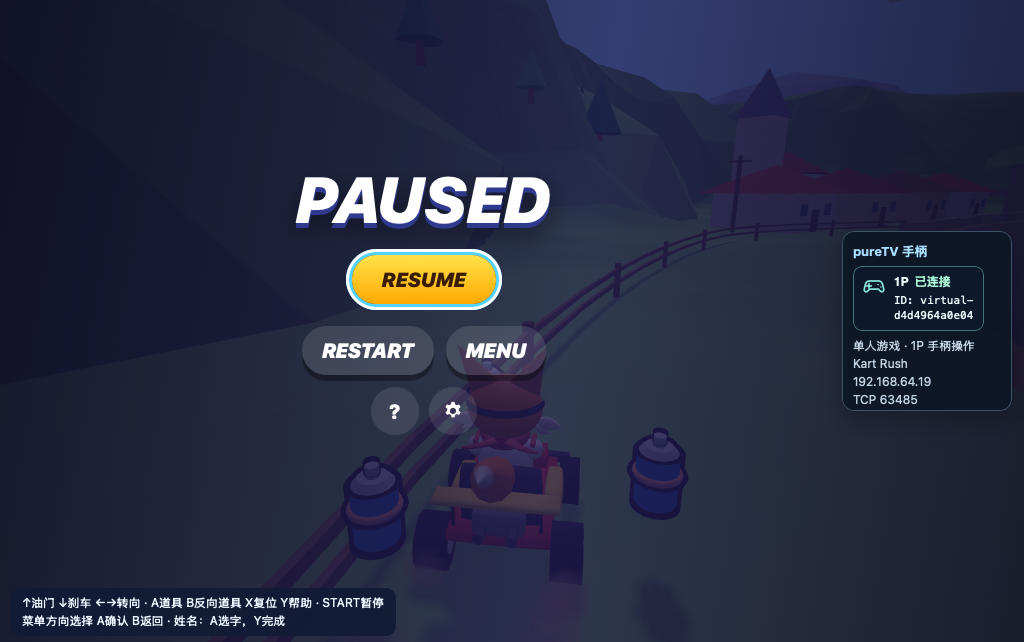 PAUSED
RESUME
RESTART MENU
?
pureTV 手柄
1P 已连接
ID: virtual-
d4d4964a0e04
单人游戏 · 1P 手柄操作
Kart Rush
192.168.64.19
TCP 63485
↑油门 ↓刹车 ←→转向 · A道具 B反向道具 X复位 Y帮助 · START暂停
菜单方向选择 A确认 B返回 · 姓名：A选字，Y完成